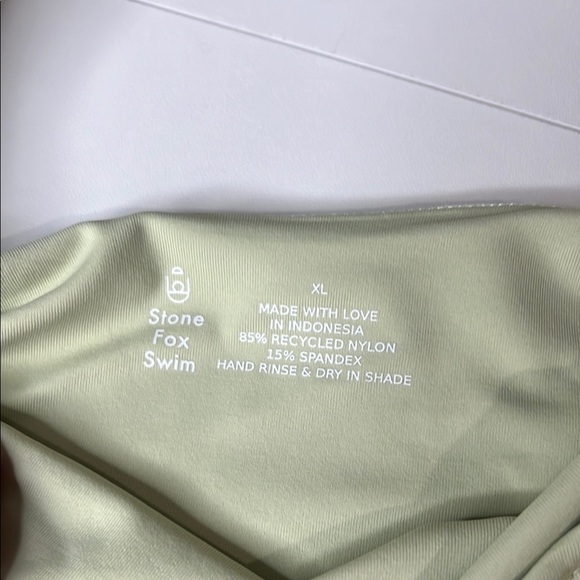 Stone
Fox
Swim
XL
MADE WITH LOVE
IN INDONESIA
85% RECYCLED NYLON
15% SPANDEX
HAND RINSE & DRY IN SHADE